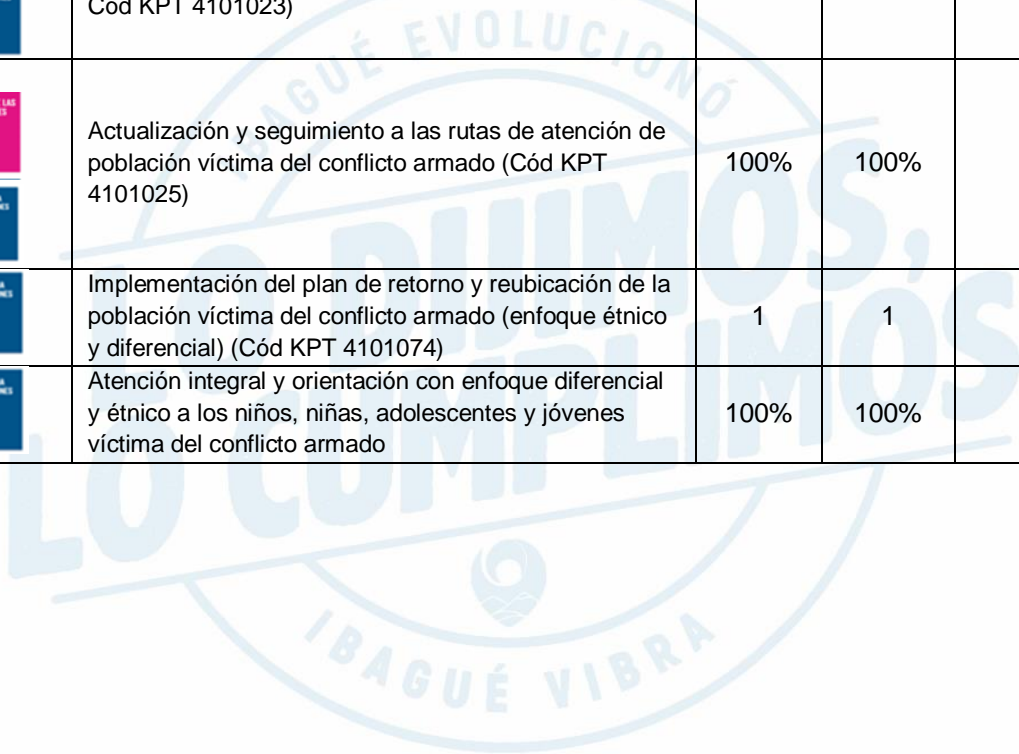 Cód KPT 4101023)
IBAGUÉ EVOLUCIONÓ
LAS
Actualización y seguimiento a las rutas de atención de
población víctima del conflicto armado (Cód KPT
4101025)
100%
100%
LO DIJIMOS,
LO CUMPLIMOS
Implementación del plan de retorno y reubicación de la
población víctima del conflicto armado (enfoque étnico
y diferencial) (Cód KPT 4101074)
1
1
Atención integral y orientación con enfoque diferencial
y étnico a los niños, niñas, adolescentes y jóvenes
víctima del conflicto armado
100%
100%
IBAGUÉ VIBRA